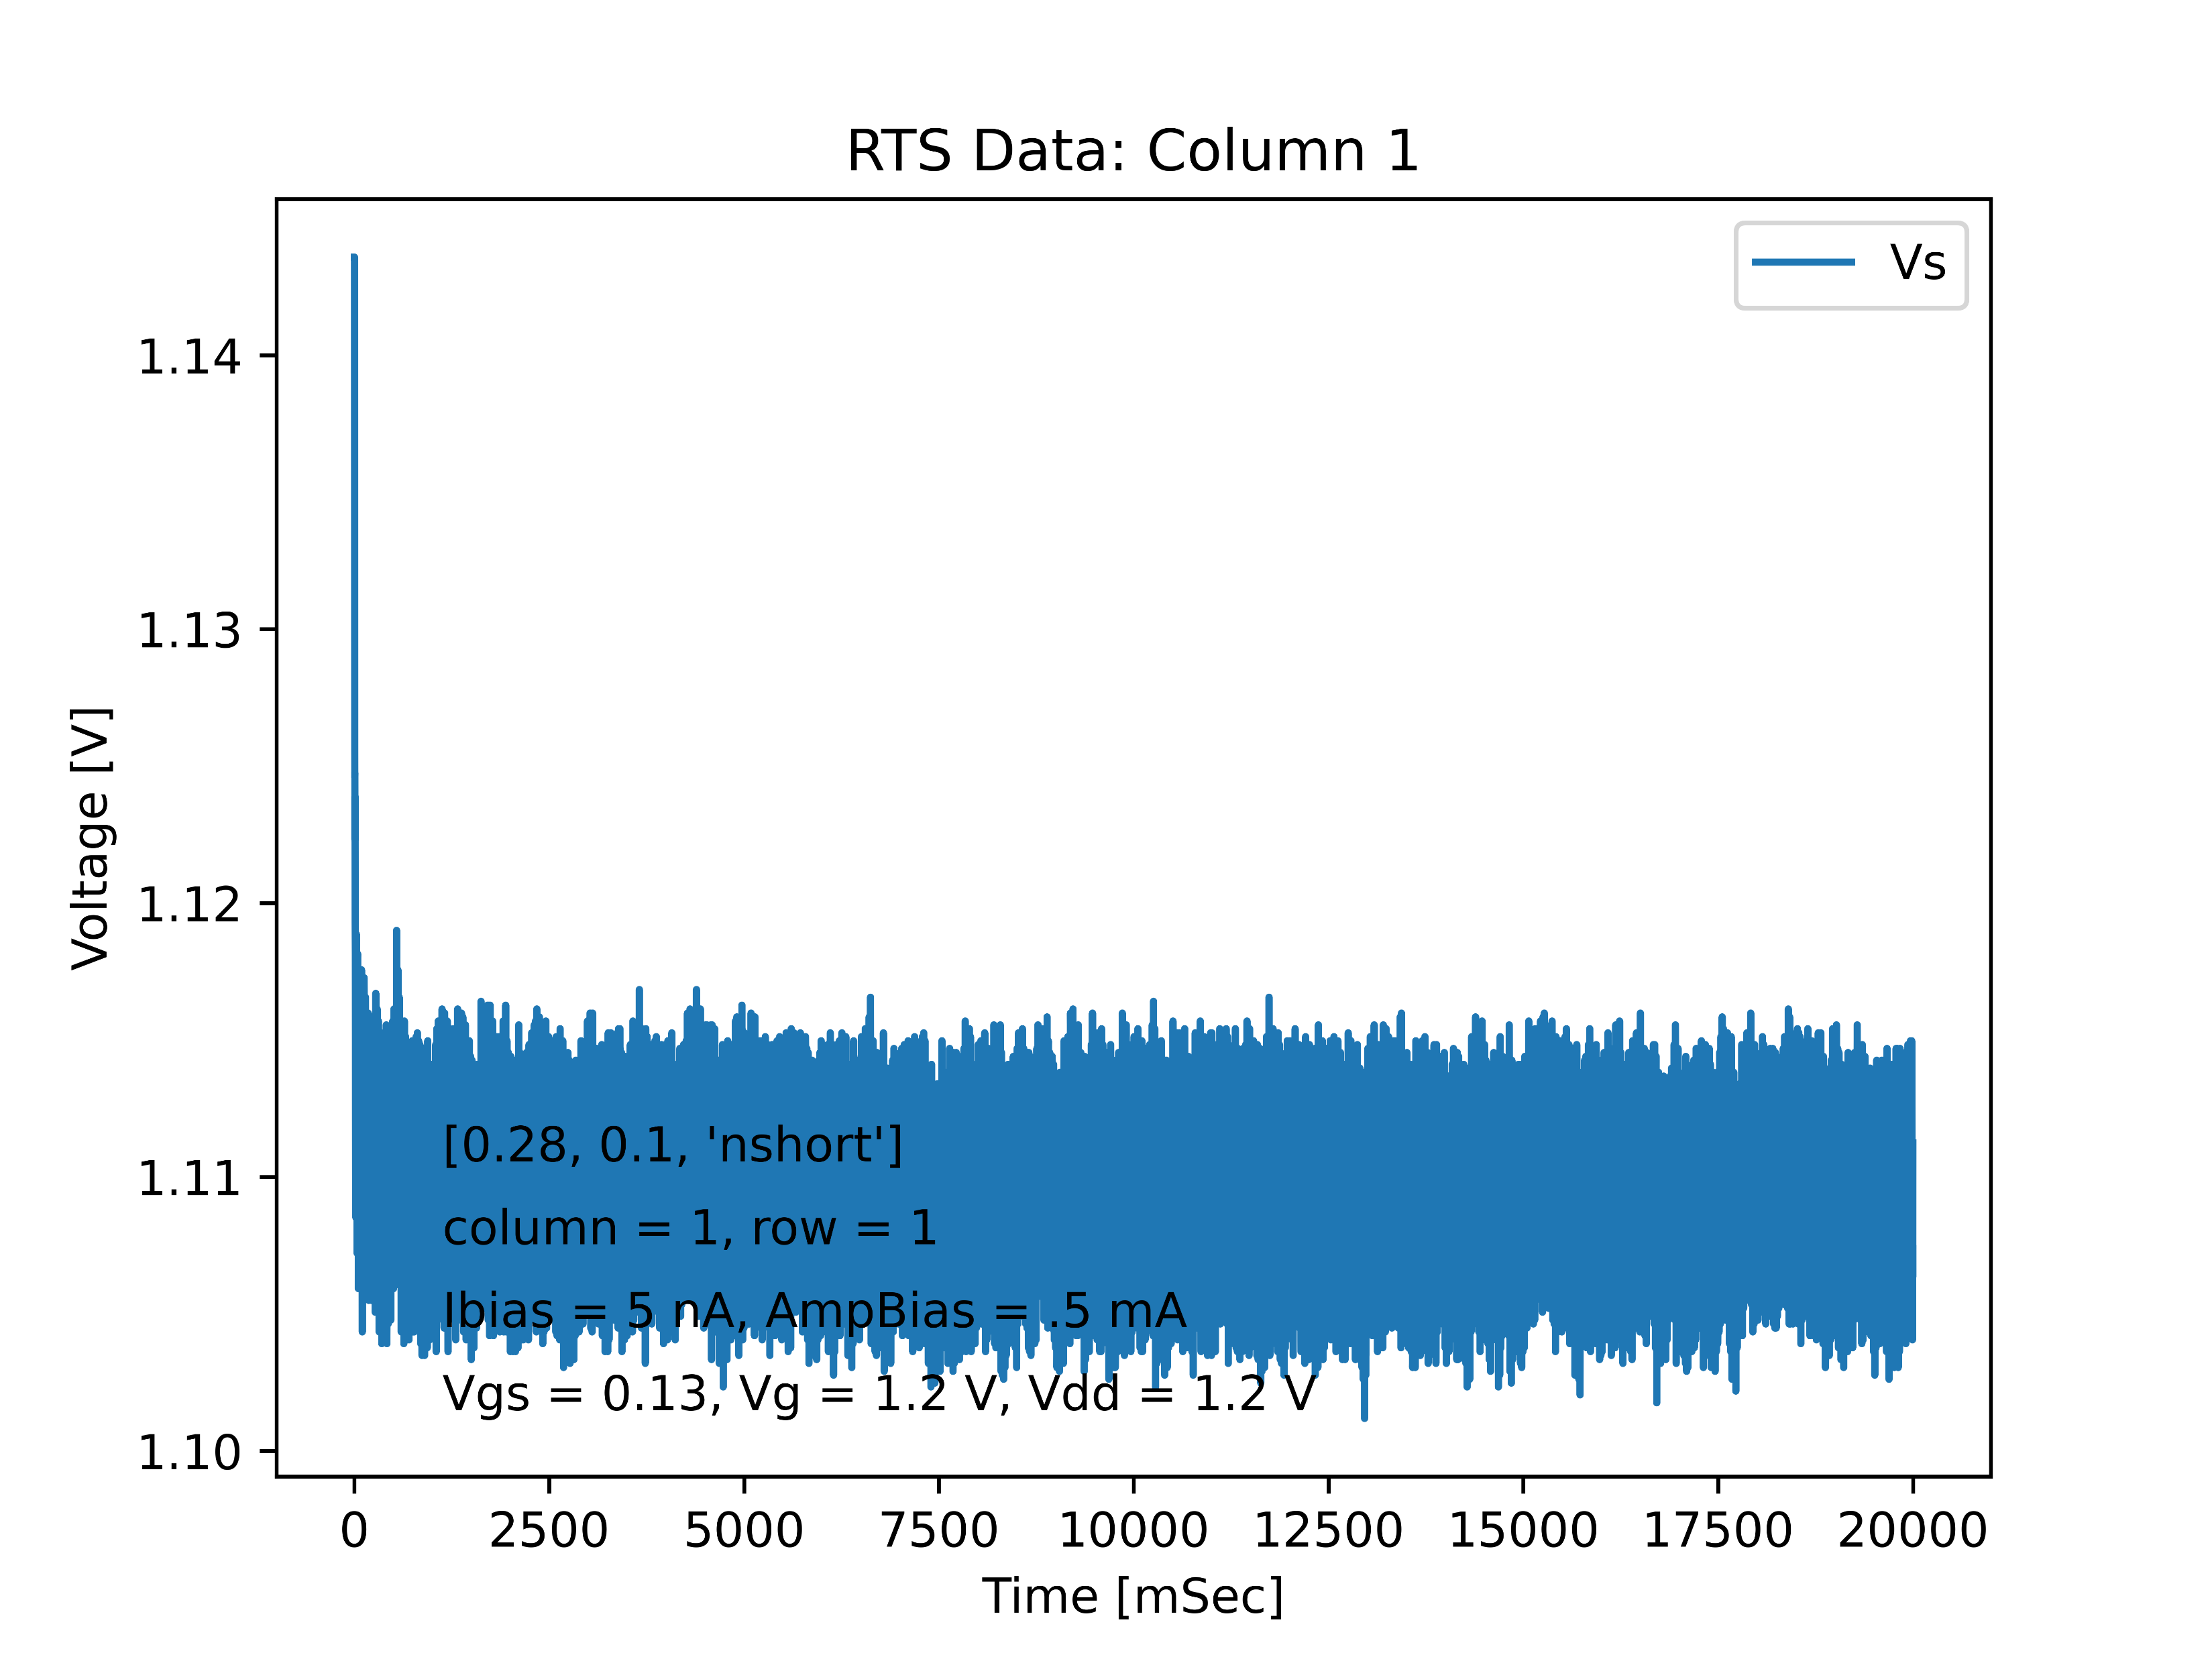 RTS Data: Column 1
Vs
Voltage [V]
1.14
1.13
1.12
1.11
1.10
[0.28, 0.1, 'nshort']
column = 1, row = 1
Ibias = 5 nA, AmpBias = .5 mA
Vgs = 0.13, Vg = 1.2 V, Vdd = 1.2 V
0 2500 5000 7500 10000 12500 15000 17500 20000
Time [mSec]